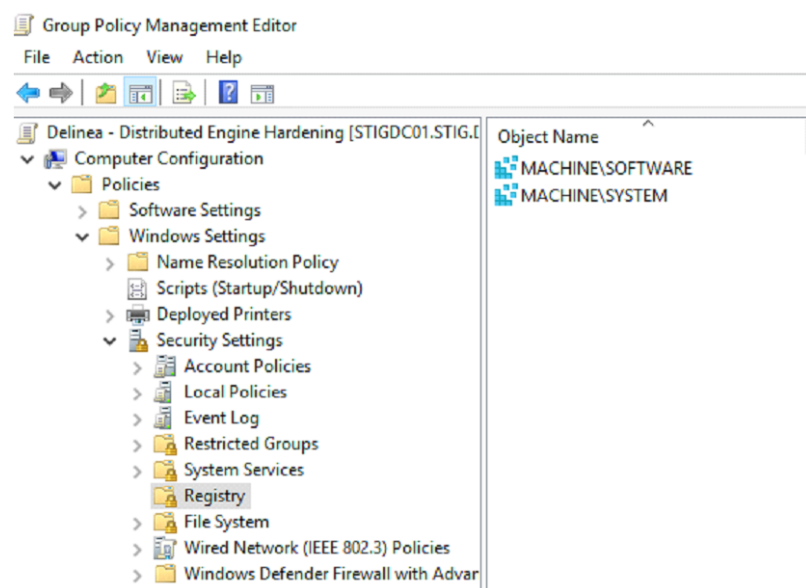 Group Policy Management Editor
File Action View Help
Delinea - Distributed Engine Hardening [STIGDC01.STIG.
Computer Configuration
Policies
Software Settings
Windows Settings
Name Resolution Policy
Scripts (Startup/Shutdown)
Deployed Printers
Security Settings
Account Policies
Local Policies
Event Log
Restricted Groups
System Services
Registry
File System
Wired Network (IEEE 802.3) Policies
Windows Defender Firewall with Advar
Object Name
MACHINE\SOFTWARE
MACHINE\SYSTEM